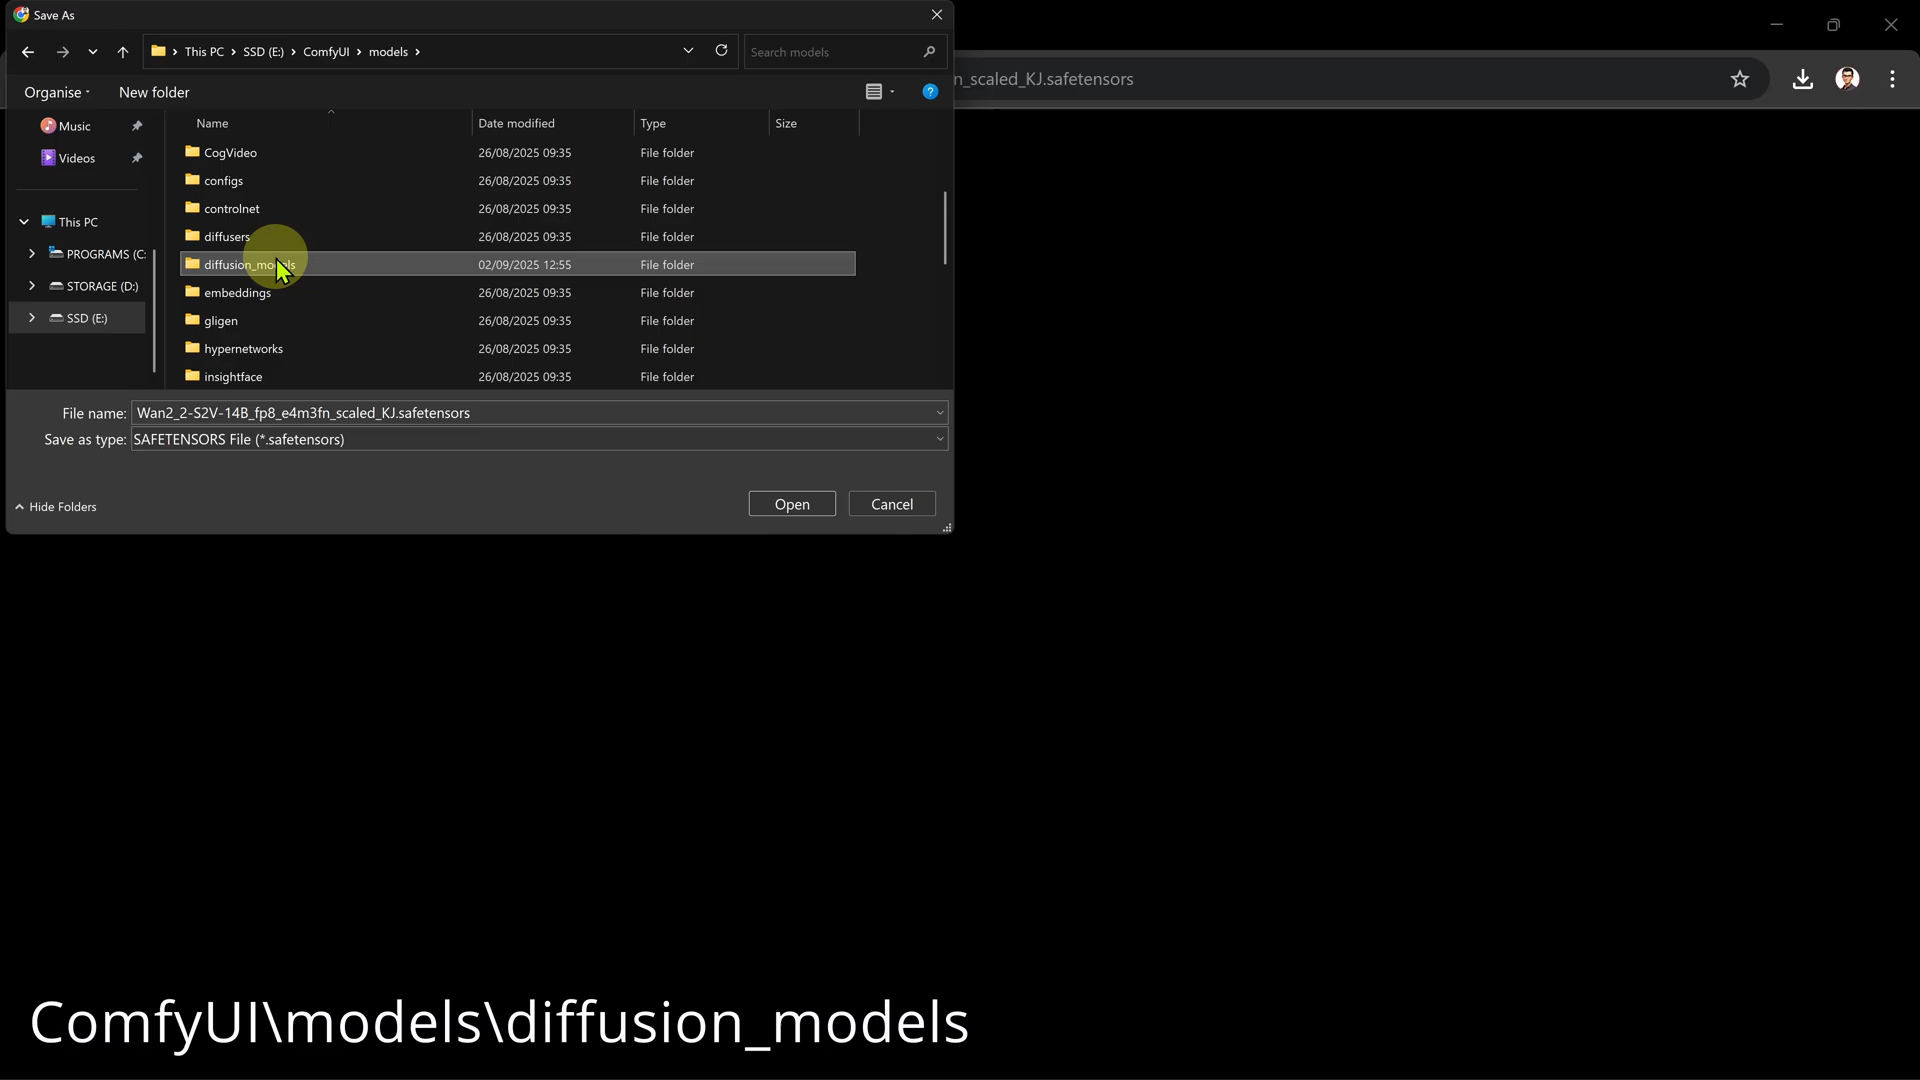 Save As
This PC > SSD (E:) > ComfyUI > models >
Search models
n_scaled_KJ.safetensors
Organise
New folder
Music
Videos
This PC
PROGRAMS (C:
STORAGE (D:)
SSD (E:)
Name Date modified Type Size
CogVideo 26/08/2025 09:35 File folder
configs 26/08/2025 09:35 File folder
controlnet 26/08/2025 09:35 File folder
diffusers 26/08/2025 09:35 File folder
diffusion_models 02/09/2025 12:55 File folder
embeddings 26/08/2025 09:35 File folder
gligen 26/08/2025 09:35 File folder
hypernetworks 26/08/2025 09:35 File folder
insightface 26/08/2025 09:35 File folder
File name: Wan2_2-S2V-14B_fp8_e4m3fn_scaled_KJ.safetensors
Save as type: SAFETENSORS File (*.safetensors)
Hide Folders
Open
Cancel
ComfyUI\models\diffusion_models